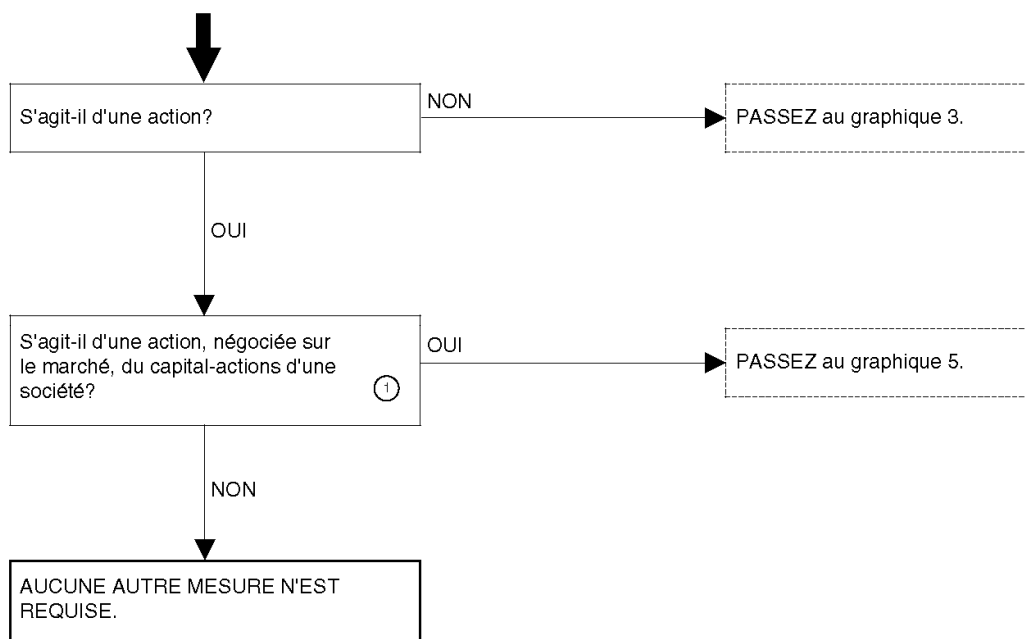 S'agit-il d'une action?
NON
PASSEZ au graphique 3.
OUI
S'agit-il d'une action, négociée sur
le marché, du capital-actions d'une
société?
1
OUI
PASSEZ au graphique 5.
NON
AUCUNE AUTRE MESURE N'EST
REQUISE.